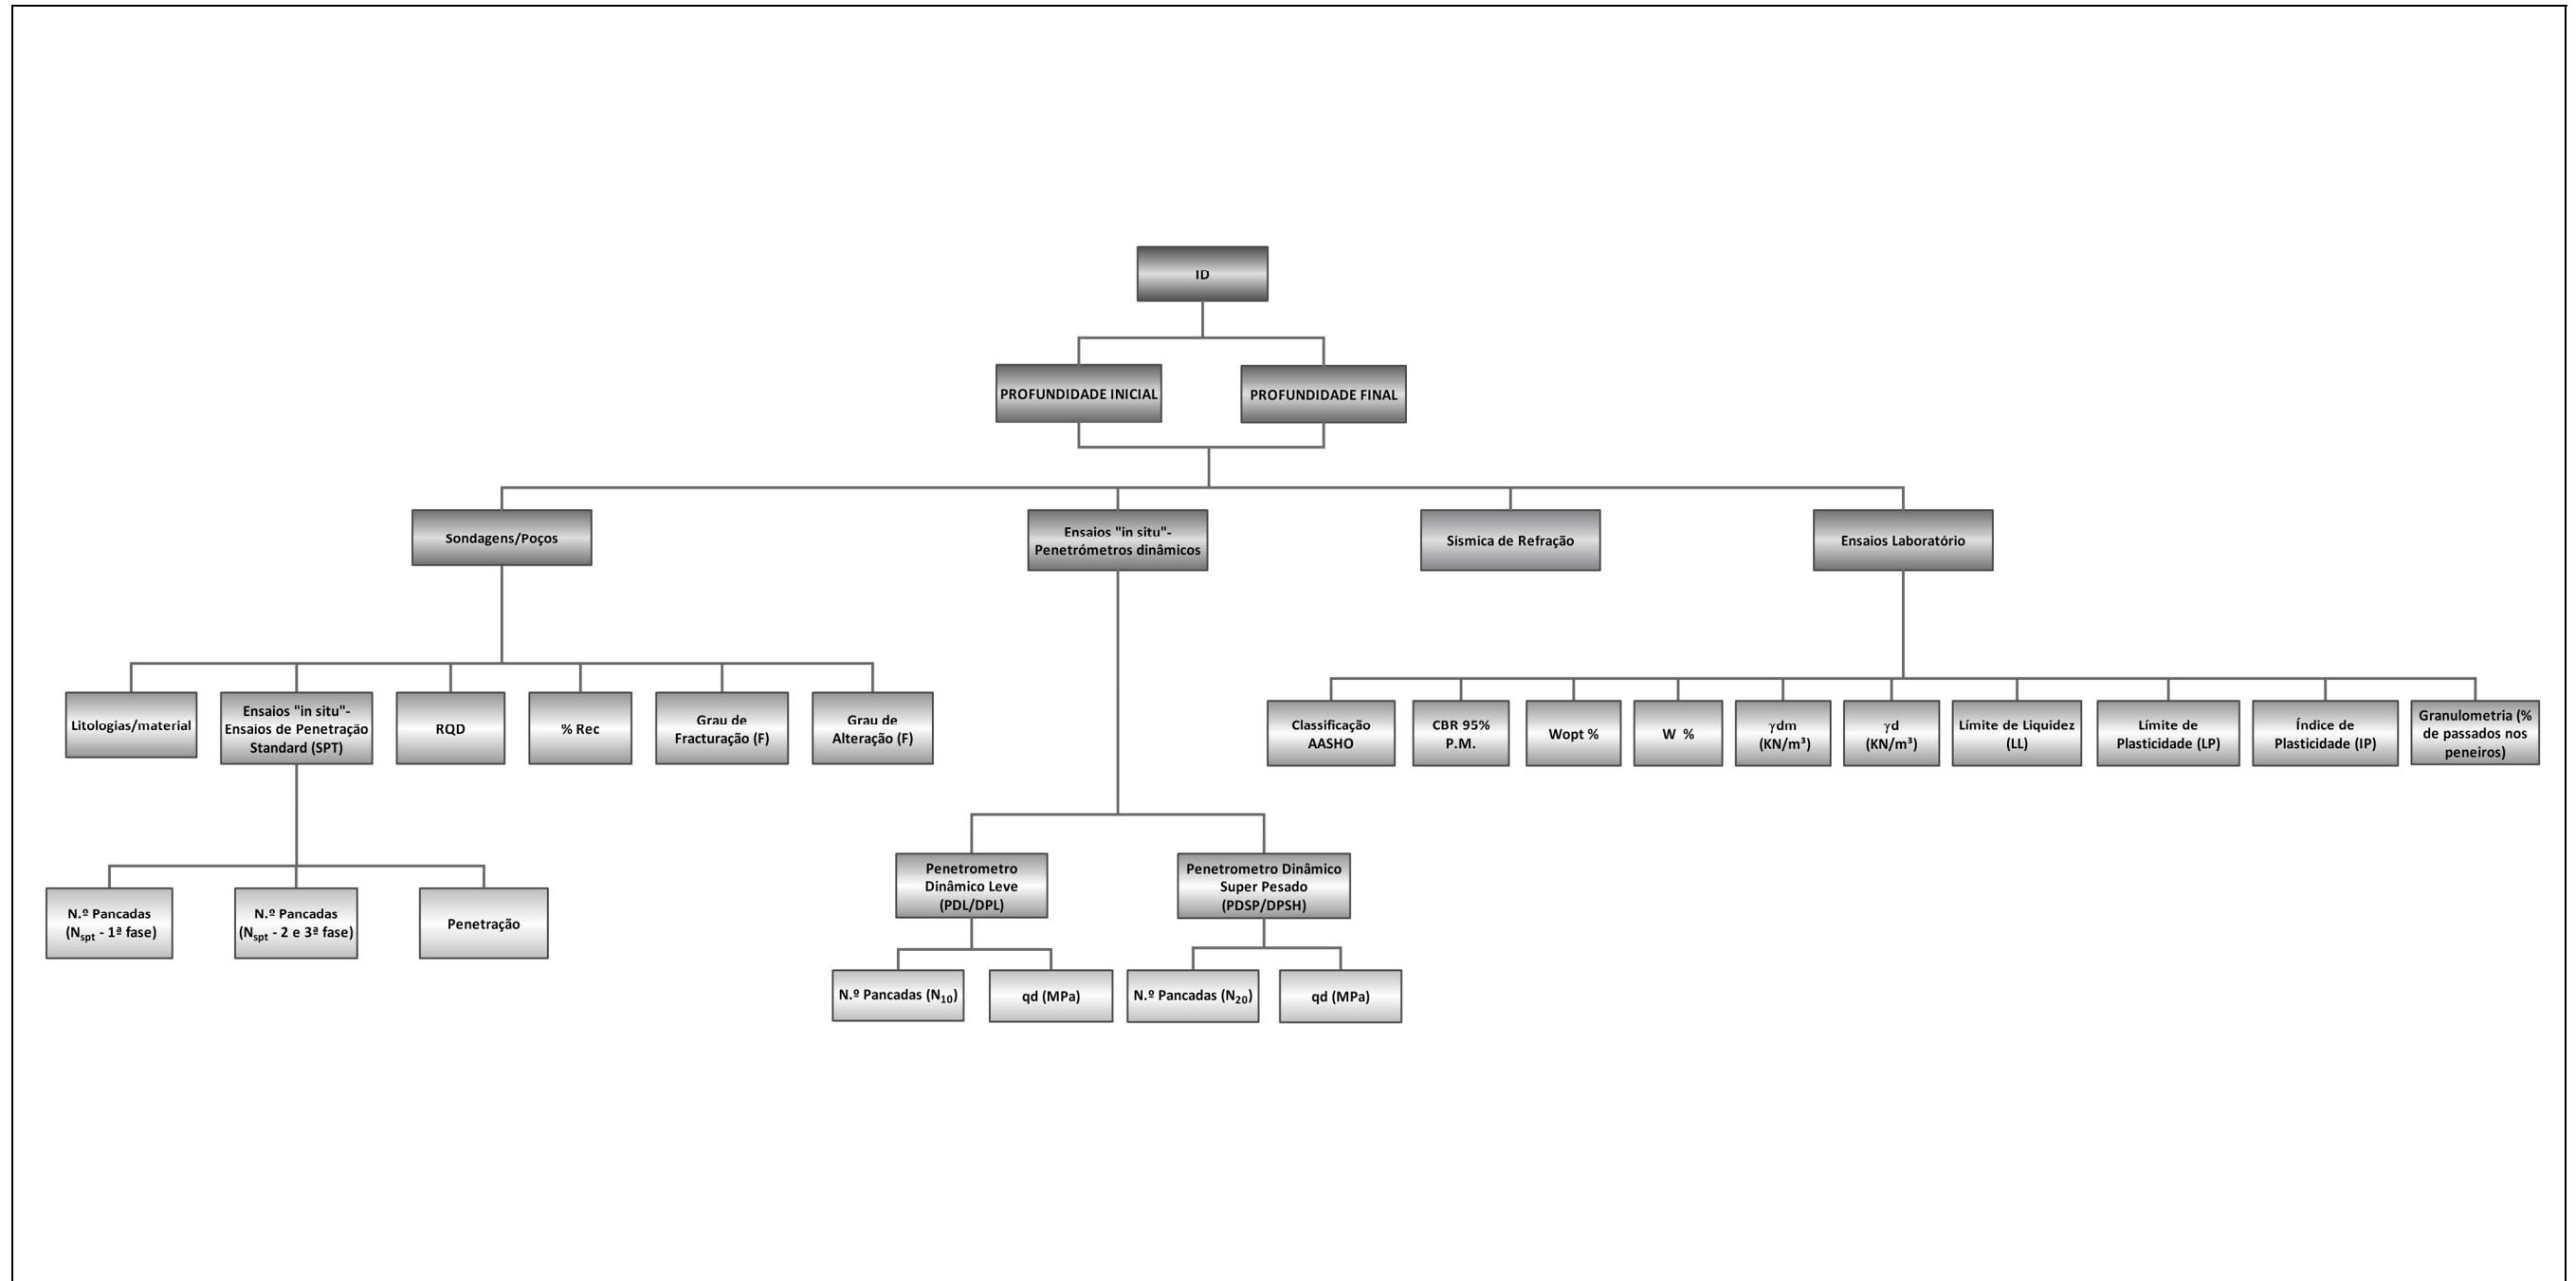 ID
PROFUNDIDADE INICIAL
PROFUNDIDADE FINAL
Sondagens/Poços
Ensaios "in situ"-
Penetrómetros dinâmicos
Sísmica de Refração
Ensaios Laboratório
Litologias/material
Ensaios "in situ"-
Ensaios de Penetração
Standard (SPT)
RQD
% Rec
Grau de
Fracturação (F)
Grau de
Alteração (F)
Classificação
AASHO
CBR 95%
P.M.
Wopt %
W %
γdm
(KN/m³)
γd
(KN/m³)
Límite de Liquidez
(LL)
Límite de
Plasticidade (LP)
Índice de
Plasticidade (IP)
Granulometria (%
de passados nos
peneiros)
Penetrometro
Dinâmico Leve
(PDL/DPL)
Penetrometro Dinâmico
Super Pesado
(PDSP/DPSH)
N.º Pancadas
(Nspt - 1ª fase)
N.º Pancadas
(Nspt - 2 e 3ª fase)
Penetração
N.º Pancadas (N10)
qd (MPa)
N.º Pancadas (N20)
qd (MPa)